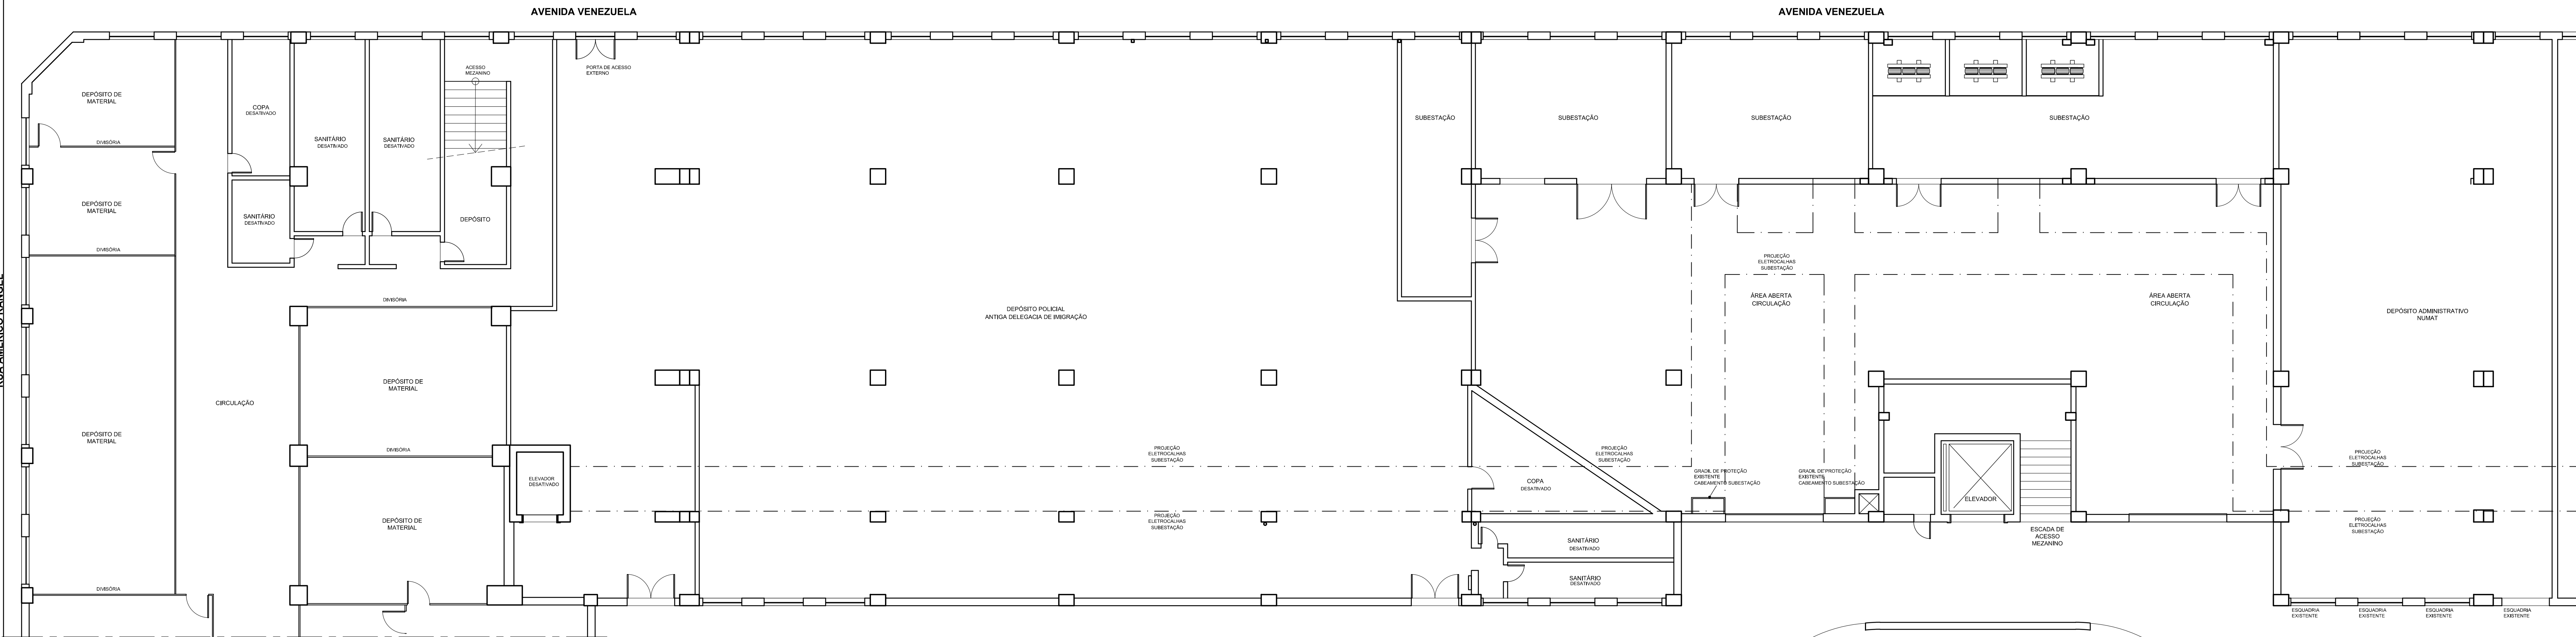 AVENIDA VENEZUELA
AVENIDA VENEZUELA
ACESSO
MEZANINO
PORTA DE ACESSO
EXTERNO
DEPÓSITO DE
MATERIAL
COPA
DESATIVADO
SANITÁRIO
DESATIVADO
SANITÁRIO
DESATIVADO
DIVISÓRIA
DEPÓSITO DE
MATERIAL
SANITÁRIO
DESATIVADO
DEPÓSITO
DIVISÓRIA
DIVISÓRIA
CIRCULAÇÃO
DEPÓSITO DE
MATERIAL
DEPÓSITO DE
MATERIAL
DIVISÓRIA
ELEVADOR
DESATIVADO
DEPÓSITO DE
MATERIAL
DIVISÓRIA
DEPÓSITO POLICIAL
ANTIGA DELEGACIA DE IMIGRAÇÃO
PROJEÇÃO
ELETROCALHAS
SUBESTAÇÃO
PROJEÇÃO
ELETROCALHAS
SUBESTAÇÃO
SUBESTAÇÃO
SUBESTAÇÃO
SUBESTAÇÃO
SUBESTAÇÃO
PROJEÇÃO
ELETROCALHAS
SUBESTAÇÃO
ÁREA ABERTA
CIRCULAÇÃO
ÁREA ABERTA
CIRCULAÇÃO
PROJEÇÃO
ELETROCALHAS
SUBESTAÇÃO
COPA
DESATIVADO
GRADIL DE PROTEÇÃO
EXISTENTE
CABEAMENTO SUBESTAÇÃO
GRADIL DE PROTEÇÃO
EXISTENTE
CABEAMENTO SUBESTAÇÃO
ELEVADOR
SANITÁRIO
DESATIVADO
SANITÁRIO
DESATIVADO
ESCADA DE
ACESSO
MEZANINO
DEPÓSITO ADMINISTRATIVO
NUMAT
PROJEÇÃO
ELETROCALHAS
SUBESTAÇÃO
PROJEÇÃO
ELETROCALHAS
SUBESTAÇÃO
ESQUADRIA
EXISTENTE
ESQUADRIA
EXISTENTE
ESQUADRIA
EXISTENTE
ESQUADRIA
EXISTENTE